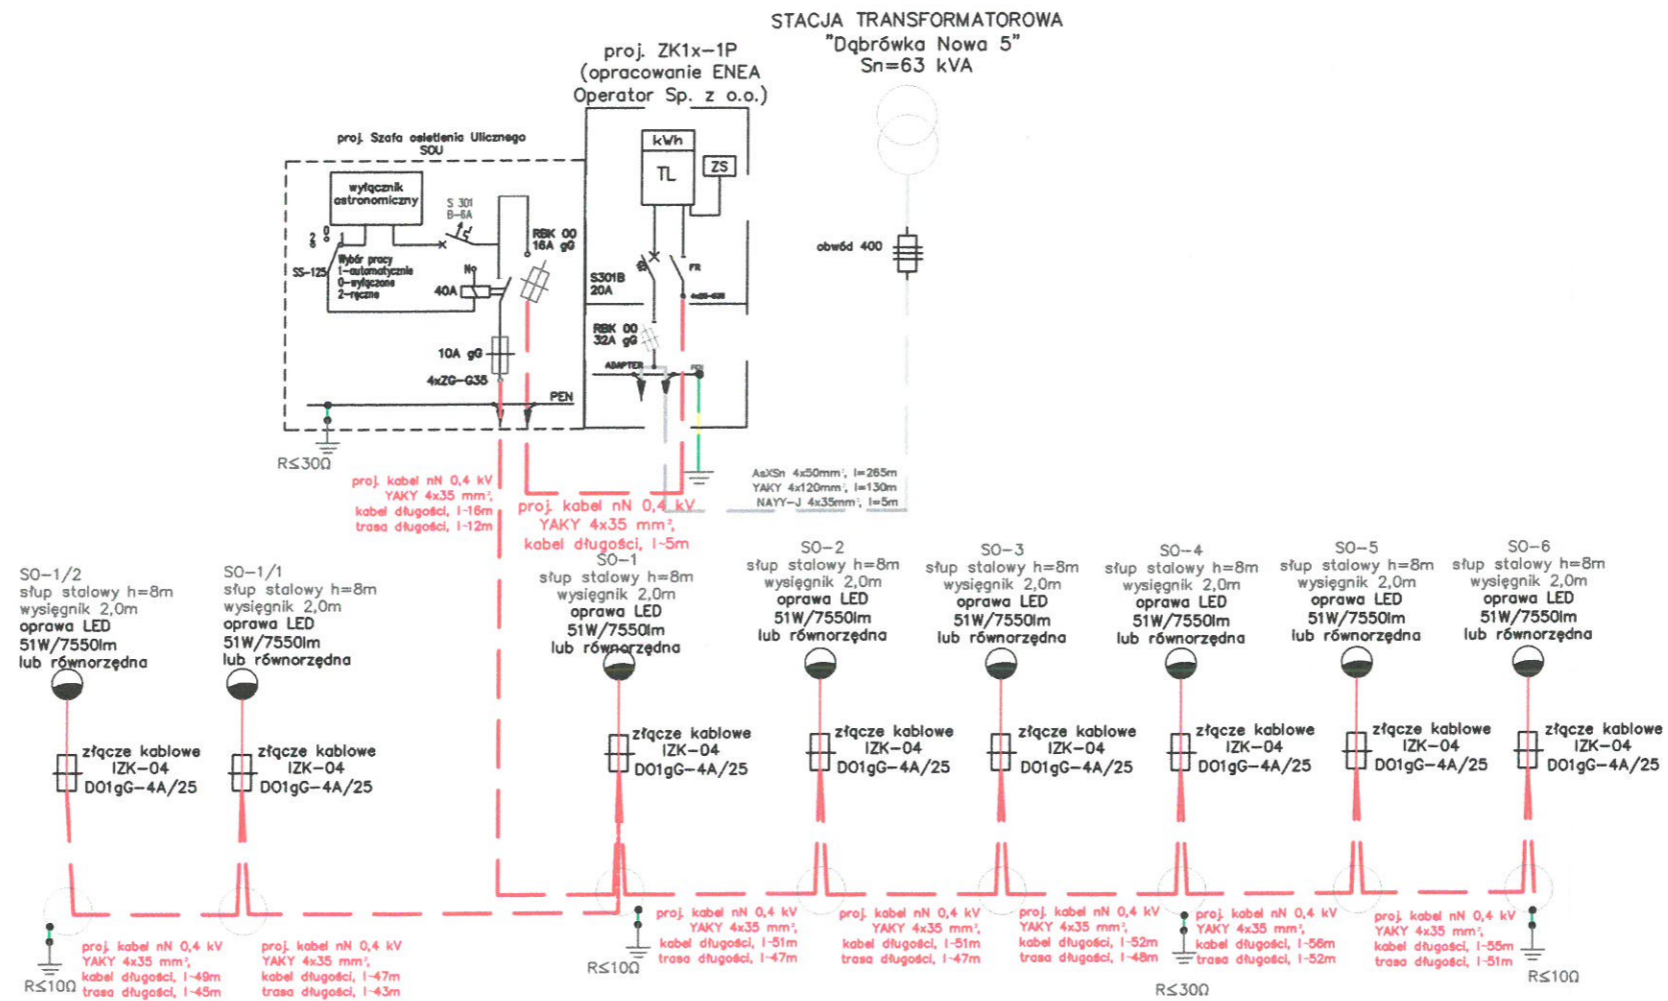 STACJA TRANSFORMATOROWA
"Dąbrówka Nowa 5"
Sn=63 kVA
proj. ZK1x-1P
(opracowanie ENEA
Operator Sp. z o.o.)
proj. Szafa oświetlenia Ulicznego
SOU
wyłącznik
astronomiczny
S 301
B-6A
2 0 1
SS-125
Wybór pracy
1-automatycznie
0-wyłączone
2-ręczne
N
40A
RBK 00
16A gG
10A gG
4xZG-G35
PEN
R≤30Ω
kWh
TL
ZS
S301B
20A
FR
RBK 00
32A gG
ADAPTER
PEN
obwód 400
AsXSn 4x50mm², l=265m
YAKY 4x120mm², l=130m
NAYY-J 4x35mm², l=5m
proj. kabel nN 0,4 kV
YAKY 4x35 mm²,
kabel długości, l~16m
trasa długości, l~12m
proj. kabel nN 0,4 kV
YAKY 4x35 mm²,
kabel długości, l~5m
SO-1/2
słup stalowy h=8m
wysięgnik 2,0m
oprawa LED
51W/7550lm
lub równorzędna
SO-1/1
słup stalowy h=8m
wysięgnik 2,0m
oprawa LED
51W/7550lm
lub równorzędna
SO-1
słup stalowy h=8m
wysięgnik 2,0m
oprawa LED
51W/7550lm
lub równorzędna
SO-2
słup stalowy h=8m
wysięgnik 2,0m
oprawa LED
51W/7550lm
lub równorzędna
SO-3
słup stalowy h=8m
wysięgnik 2,0m
oprawa LED
51W/7550lm
lub równorzędna
SO-4
słup stalowy h=8m
wysięgnik 2,0m
oprawa LED
51W/7550lm
lub równorzędna
SO-5
słup stalowy h=8m
wysięgnik 2,0m
oprawa LED
51W/7550lm
lub równorzędna
SO-6
słup stalowy h=8m
wysięgnik 2,0m
oprawa LED
51W/7550lm
lub równorzędna
złącze kablowe
IZK-04
D01gG-4A/25
złącze kablowe
IZK-04
D01gG-4A/25
złącze kablowe
IZK-04
D01gG-4A/25
złącze kablowe
IZK-04
D01gG-4A/25
złącze kablowe
IZK-04
D01gG-4A/25
złącze kablowe
IZK-04
D01gG-4A/25
złącze kablowe
IZK-04
D01gG-4A/25
złącze kablowe
IZK-04
D01gG-4A/25
R≤10Ω
proj. kabel nN 0,4 kV
YAKY 4x35 mm²,
kabel długości, l~49m
trasa długości, l~45m
proj. kabel nN 0,4 kV
YAKY 4x35 mm²,
kabel długości, l~47m
trasa długości, l~43m
R≤10Ω
proj. kabel nN 0,4 kV
YAKY 4x35 mm²,
kabel długości, l~51m
trasa długości, l~47m
proj. kabel nN 0,4 kV
YAKY 4x35 mm²,
kabel długości, l~51m
trasa długości, l~47m
proj. kabel nN 0,4 kV
YAKY 4x35 mm²,
kabel długości, l~52m
trasa długości, l~48m
R≤30Ω
proj. kabel nN 0,4 kV
YAKY 4x35 mm²,
kabel długości, l~56m
trasa długości, l~52m
proj. kabel nN 0,4 kV
YAKY 4x35 mm²,
kabel długości, l~55m
trasa długości, l~51m
R≤10Ω